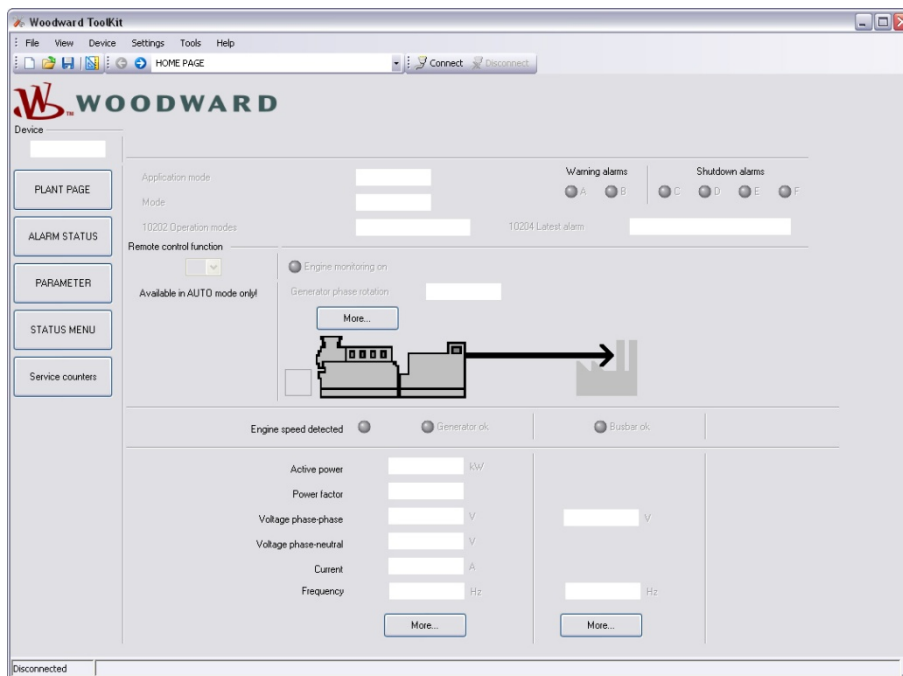 Woodward ToolKit
File View Device Settings Tools Help
HOME PAGE Connect Disconnect
W™ WOODWARD
Device
PLANT PAGE
ALARM STATUS
PARAMETER
STATUS MENU
Service counters
Application mode
Mode
10202 Operation modes
Warning alarms Shutdown alarms
A B C D E F
10204 Latest alarm
Remote control function
Available in AUTO mode only!
Engine monitoring on
Generator phase rotation
More...
Engine speed detected Generator ok Busbar ok
Active power kW
Power factor
Voltage phase-phase V V
Voltage phase-neutral V
Current A
Frequency Hz Hz
More... More...
Disconnected